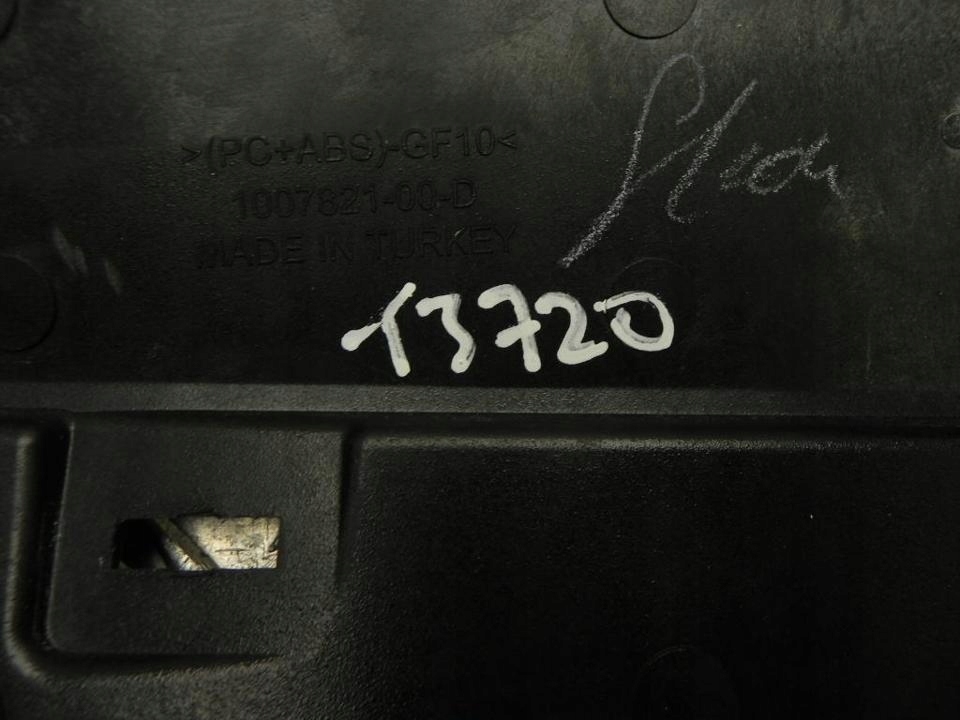 >(PC+ABS)-GF10<
1007821-00-D
MADE IN TURKEY
13720